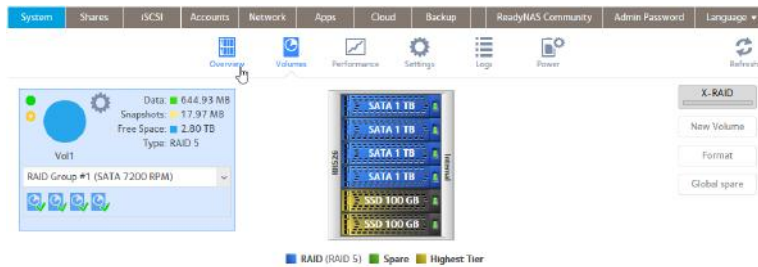 System Shares iSCSI Accounts Network Apps Cloud Backup ReadyNAS Community Admin Password Language
Overview Volumes Performance Settings Logs Power Refresh
Data: 644.93 MB
Snapshots: 17.97 MB
Free Space: 2.80 TB
Type: RAID 5
Vol1
RAID Group #1 (SATA 7200 RPM)
SATA 1 TB
SATA 1 TB
SATA 1 TB
SATA 1 TB
SSD 100 GB
SSD 100 GB
Internal
X-RAID
New Volume
Format
Global spare
RAID (RAID 5) Spare Highest Tier